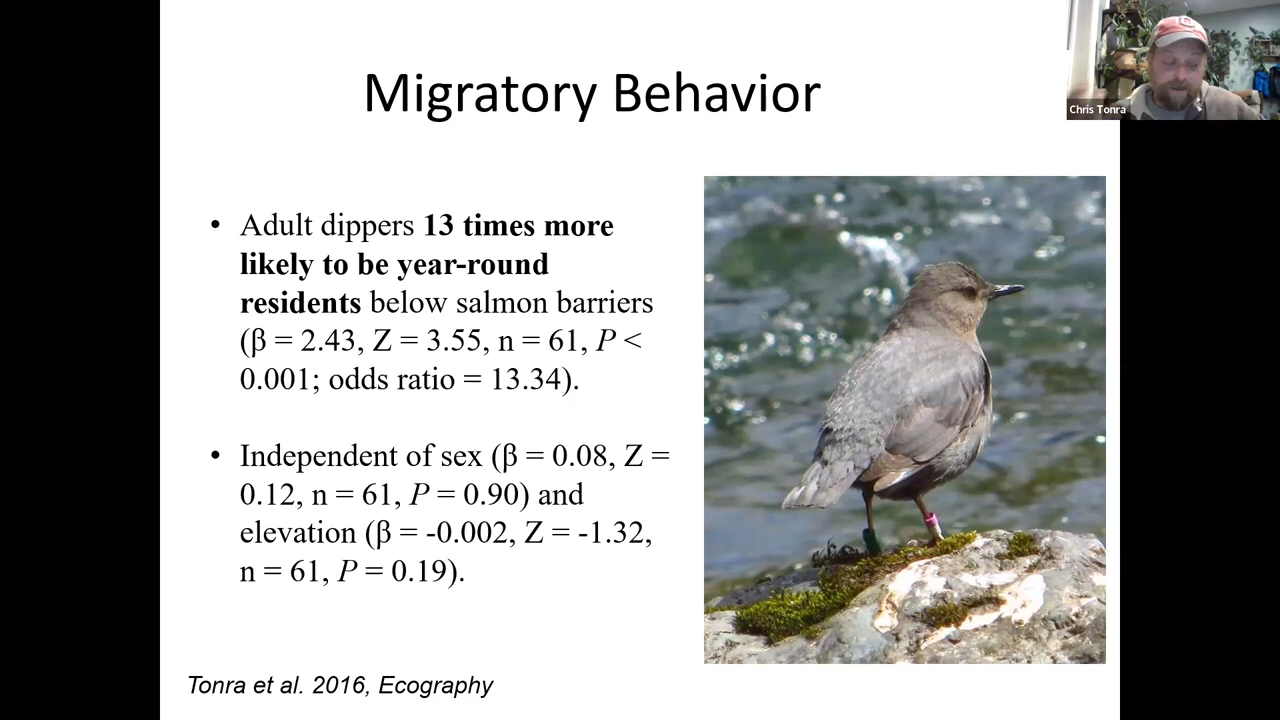 Migratory Behavior
Chris Tonra
• Adult dippers 13 times more
likely to be year-round
residents below salmon barriers
(β = 2.43, Z = 3.55, n = 61, P <
0.001; odds ratio = 13.34).
• Independent of sex (β = 0.08, Z =
0.12, n = 61, P = 0.90) and
elevation (β = -0.002, Z = -1.32,
n = 61, P = 0.19).
Tonra et al. 2016, Ecography